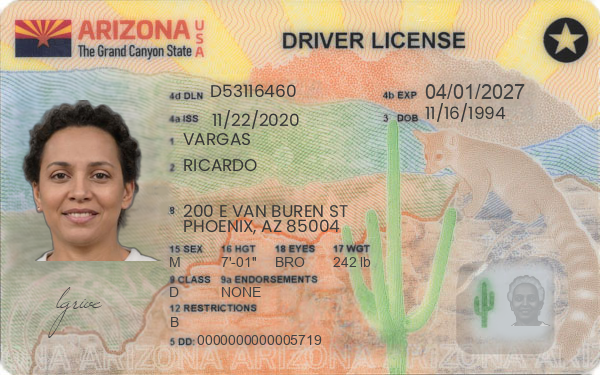 ARIZONA USA
The Grand Canyon State
DRIVER LICENSE
4d DLN D53116460
4b EXP 04/01/2027
4a ISS 11/22/2020
3 DOB 11/16/1994
1 VARGAS
2 RICARDO
8 200 E VAN BUREN ST
PHOENIX, AZ 85004
15 SEX 16 HGT 18 EYES 17 WGT
M 7'-01" BRO 242 lb
9 CLASS 9a ENDORSEMENTS
D NONE
12 RESTRICTIONS
B
5 DD: 0000000000005719
ARIZONA ARIZONA ARIZONA ARIZONA